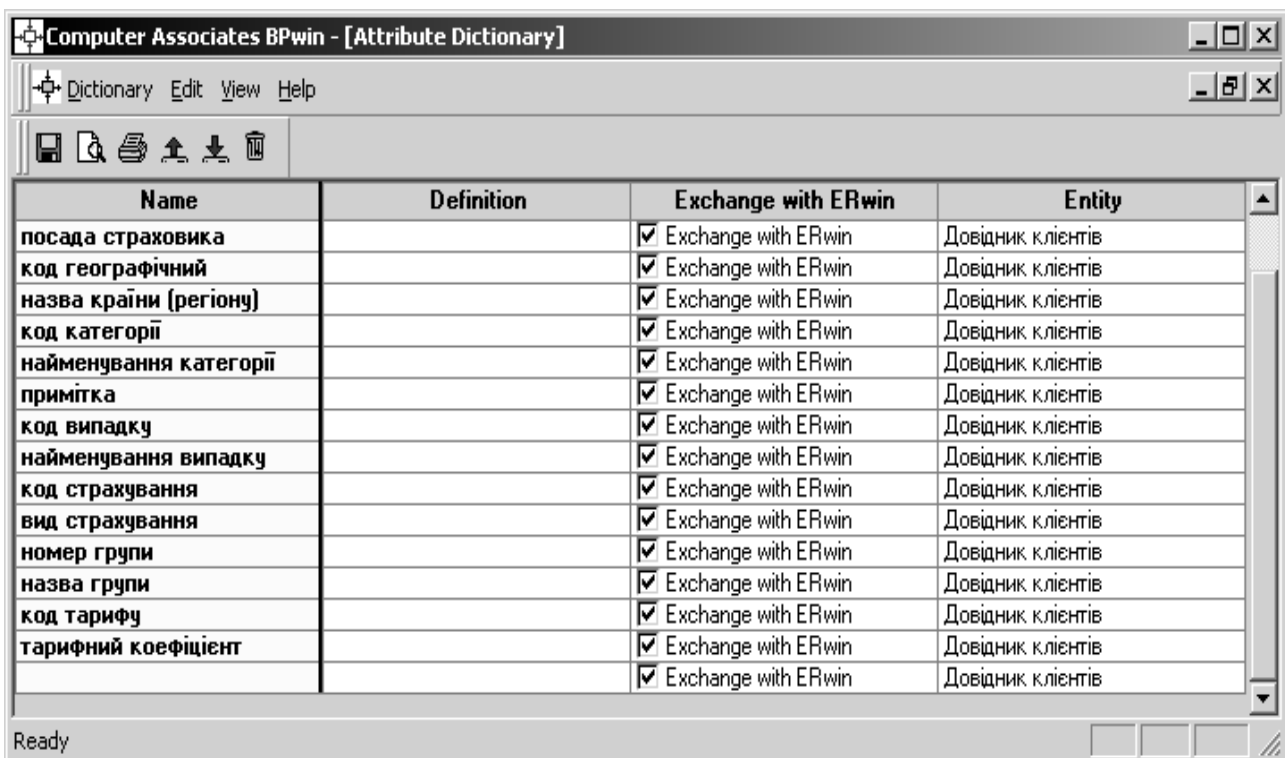 Computer Associates BPwin - [Attribute Dictionary]
Dictionary Edit View Help
Name Definition Exchange with ERwin Entity
посада страховика Exchange with ERwin Довідник клієнтів
код географічний Exchange with ERwin Довідник клієнтів
назва країни (регіону) Exchange with ERwin Довідник клієнтів
код категорії Exchange with ERwin Довідник клієнтів
найменування категорії Exchange with ERwin Довідник клієнтів
примітка Exchange with ERwin Довідник клієнтів
код випадку Exchange with ERwin Довідник клієнтів
найменування випадку Exchange with ERwin Довідник клієнтів
код страхування Exchange with ERwin Довідник клієнтів
вид страхування Exchange with ERwin Довідник клієнтів
номер групи Exchange with ERwin Довідник клієнтів
назва групи Exchange with ERwin Довідник клієнтів
код тарифу Exchange with ERwin Довідник клієнтів
тарифний коефіцієнт Exchange with ERwin Довідник клієнтів
Exchange with ERwin Довідник клієнтів
Ready